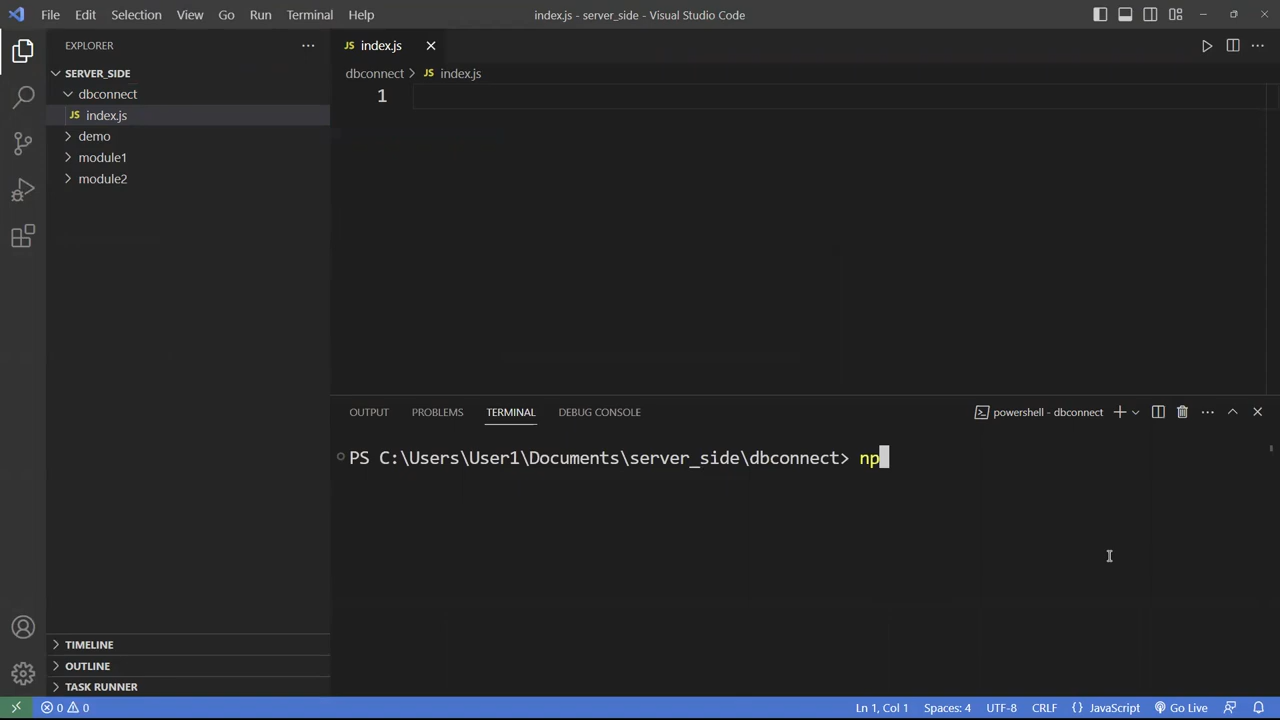 File Edit Selection View Go Run Terminal Help
index.js - server_side - Visual Studio Code
EXPLORER
SERVER_SIDE
dbconnect
JS index.js
demo
module1
module2
TIMELINE
OUTLINE
TASK RUNNER
JS index.js
dbconnect > JS index.js
1
OUTPUT PROBLEMS TERMINAL DEBUG CONSOLE
powershell - dbconnect
PS C:\Users\User1\Documents\server_side\dbconnect> np
0 0
Ln 1, Col 1 Spaces: 4 UTF-8 CRLF {} JavaScript Go Live